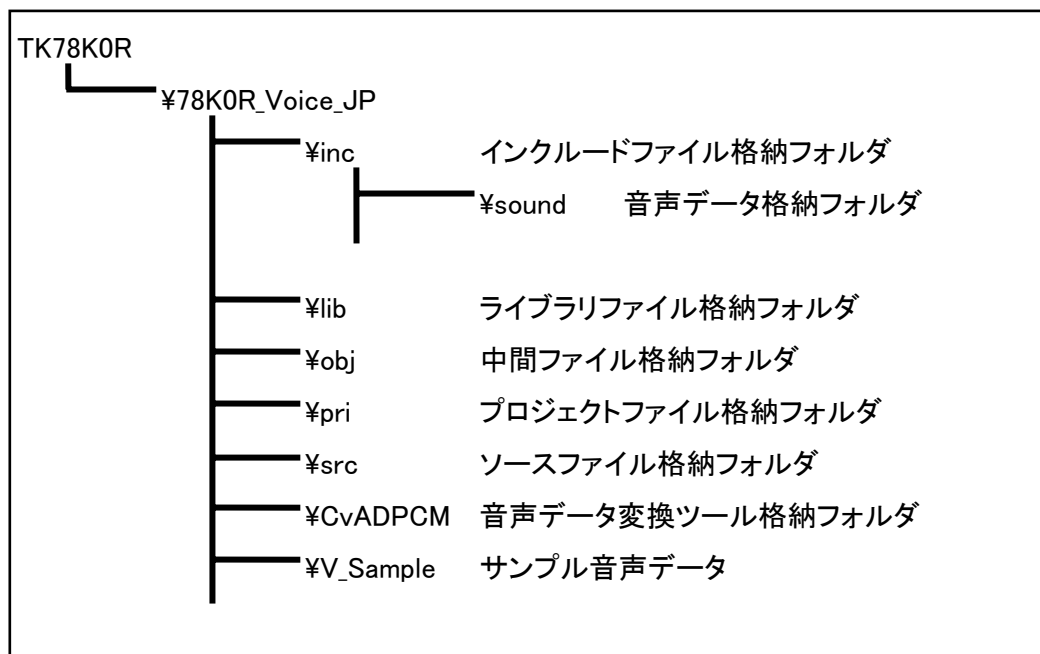 TK78K0R
¥78K0R_Voice_JP
¥inc インクルードファイル格納フォルダ
¥sound 音声データ格納フォルダ
¥lib ライブラリファイル格納フォルダ
¥obj 中間ファイル格納フォルダ
¥prj プロジェクトファイル格納フォルダ
¥src ソースファイル格納フォルダ
¥CvADPCM 音声データ変換ツール格納フォルダ
¥V_Sample サンプル音声データ